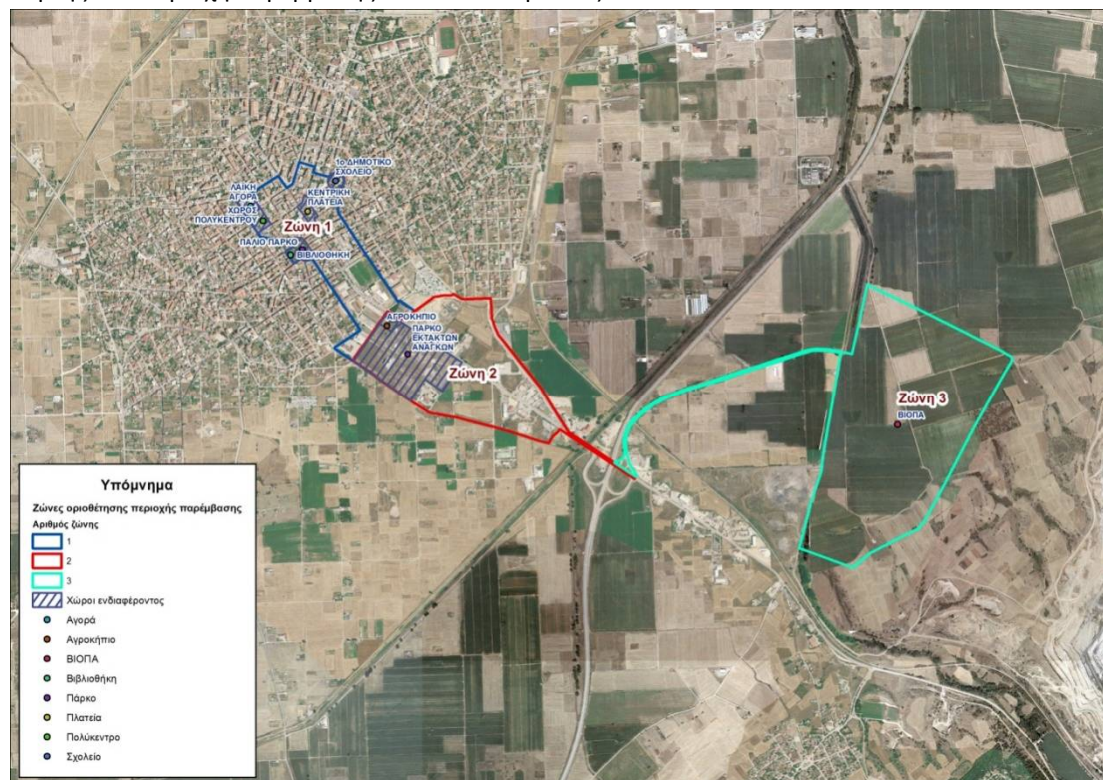 1ο ΔΗΜΟΤΙΚΟ
ΣΧΟΛΕΙΟ
ΛΑΪΚΗ
ΑΓΟΡΑ
ΚΕΝΤΡΙΚΗ
ΠΛΑΤΕΙΑ
ΧΩΡΟΣ
ΠΟΛΥΚΕΝΤΡΟΥ
Ζώνη 1
ΠΑΛΙΟ ΠΑΡΚΟ
ΒΙΒΛΙΟΘΗΚΗ
ΑΓΡΟΚΗΠΙΟ
ΠΑΡΚΟ
ΕΚΤΑΚΤΩΝ
ΑΝΑΓΚΩΝ
Ζώνη 2
Ζώνη 3
ΒΙΟΠΑ
Υπόμνημα
Ζώνες οριοθέτησης περιοχής παρέμβασης
Αριθμός ζώνης
1
2
3
Χώροι ενδιαφέροντος
Αγορά
Αγροκήπιο
ΒΙΟΠΑ
Βιβλιοθήκη
Πάρκο
Πλατεία
Πολύκεντρο
Σχολείο